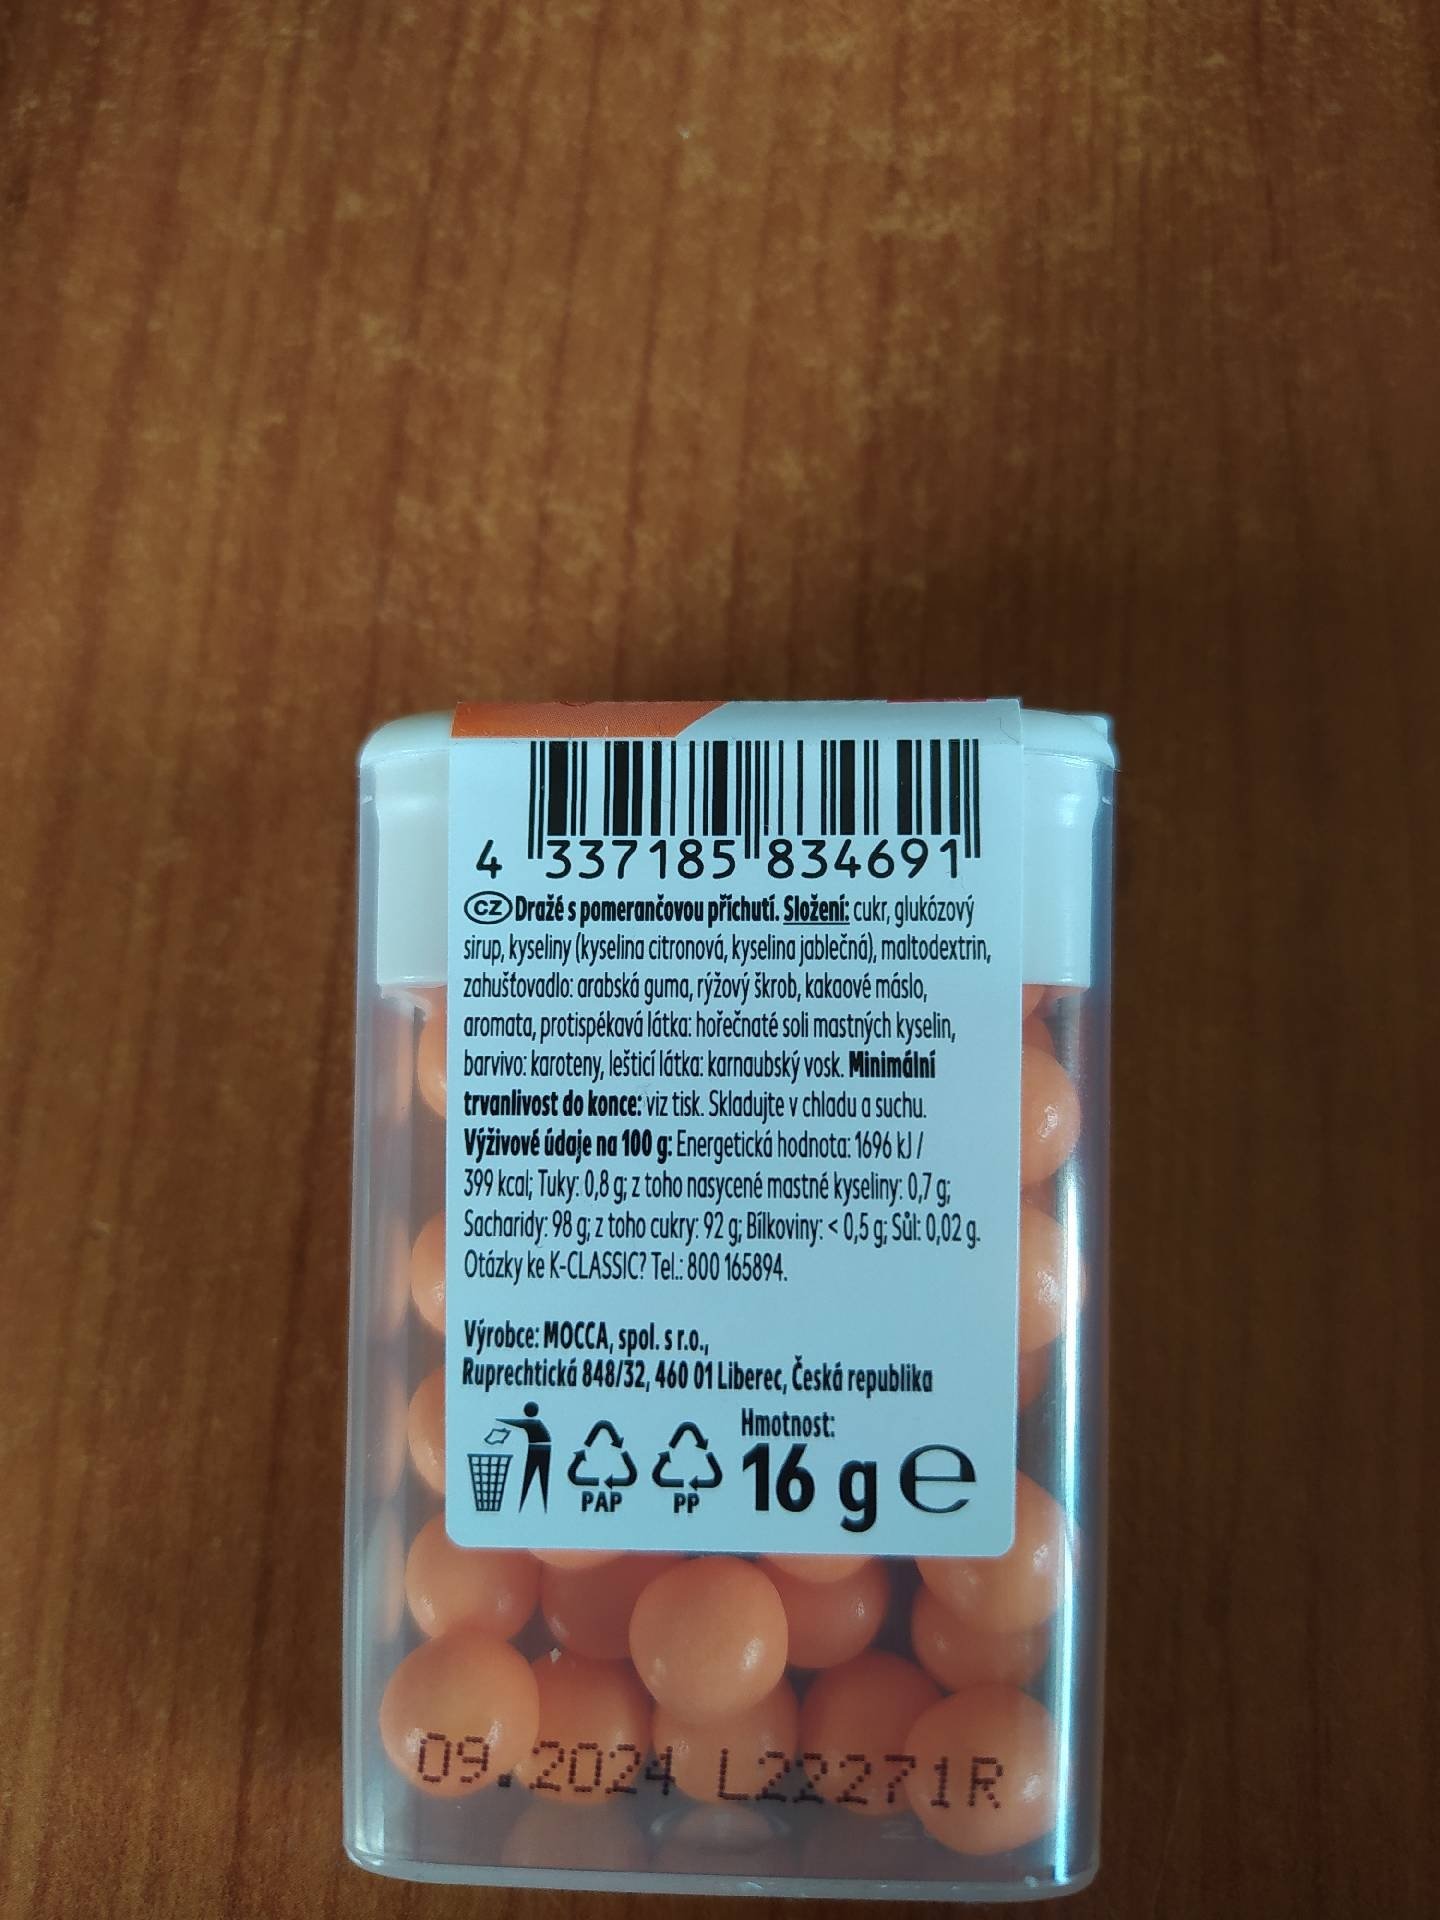 4 337185 834691
CZ Dražé s pomerančovou příchutí. Složení: cukr, glukózový
sirup, kyseliny (kyselina citronová, kyselina jablečná), maltodextrin,
zahušťovadlo: arabská guma, rýžový škrob, kakaové máslo,
aromata, protispékavá látka: hořečnaté soli mastných kyselin,
barvivo: karoteny, lešticí látka: karnaubský vosk. Minimální
trvanlivost do konce: viz tisk. Skladujte v chladu a suchu.
Výživové údaje na 100 g: Energetická hodnota: 1696 kJ /
399 kcal; Tuky: 0,8 g; z toho nasycené mastné kyseliny: 0,7 g;
Sacharidy: 98 g; z toho cukry: 92 g; Bílkoviny: < 0,5 g; Sůl: 0,02 g.
Otázky ke K-CLASSIC? Tel.: 800 165894.
Výrobce: MOCCA, spol. s r.o.,
Ruprechtická 848/32, 460 01 Liberec, Česká republika
Hmotnost:
PAP PP 16 g e
09.2024 L22271R